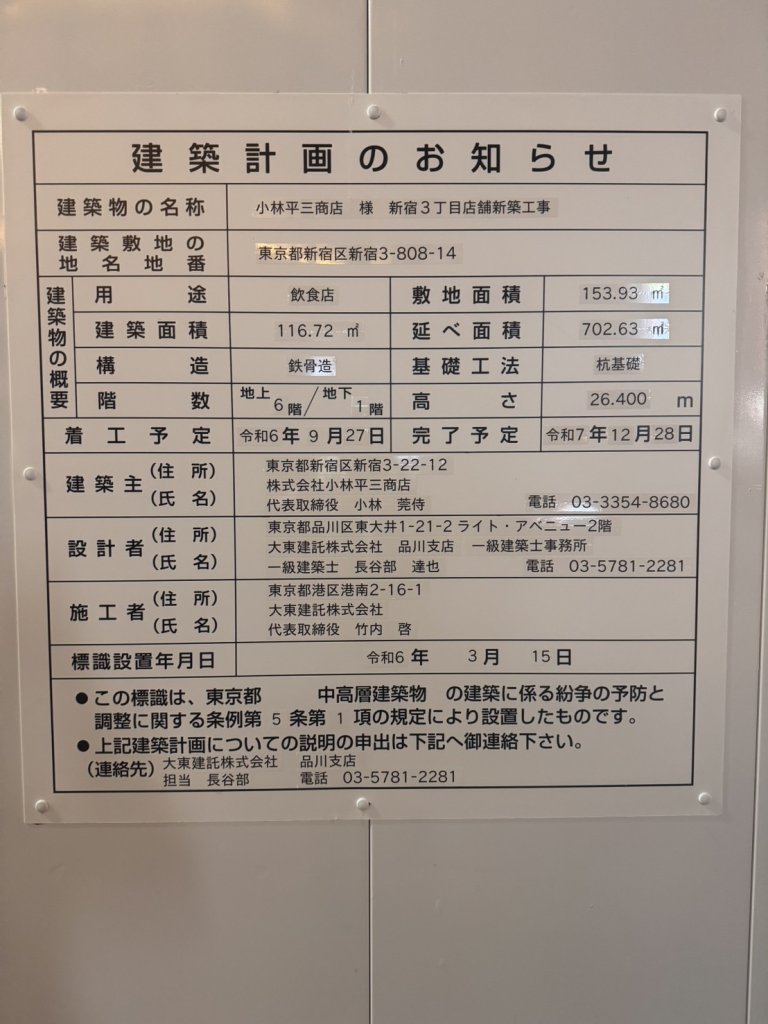 建築計画のお知らせ
建築物の名称 小林平三商店 様 新宿3丁目店舗新築工事
建築敷地の地名地番 東京都新宿区新宿3-808-14
建築物の概要
用途 飲食店 敷地面積 153.93 ㎡
建築面積 116.72 ㎡ 延べ面積 702.63 ㎡
構造 鉄骨造 基礎工法 杭基礎
階数 地上6階/地下1階 高さ 26.400 m
着工予定 令和6年9月27日 完了予定 令和7年12月28日
建築主 (住所) 東京都新宿区新宿3-22-12
株式会社小林平三商店
(氏名) 代表取締役 小林 莞侍 電話 03-3354-8680
設計者 (住所) 東京都品川区東大井1-21-2 ライト・アベニュー2階
大東建託株式会社 品川支店 一級建築士事務所
(氏名) 一級建築士 長谷部 達也 電話 03-5781-2281
施工者 (住所) 東京都港区港南2-16-1
大東建託株式会社
(氏名) 代表取締役 竹内 啓
標識設置年月日 令和6年 3月 15日
●この標識は、東京都 中高層建築物 の建築に係る紛争の予防と
調整に関する条例第5条第1項の規定により設置したものです。
●上記建築計画についての説明の申出は下記へ御連絡下さい。
(連絡先) 大東建託株式会社 品川支店
担当 長谷部 電話 03-5781-2281